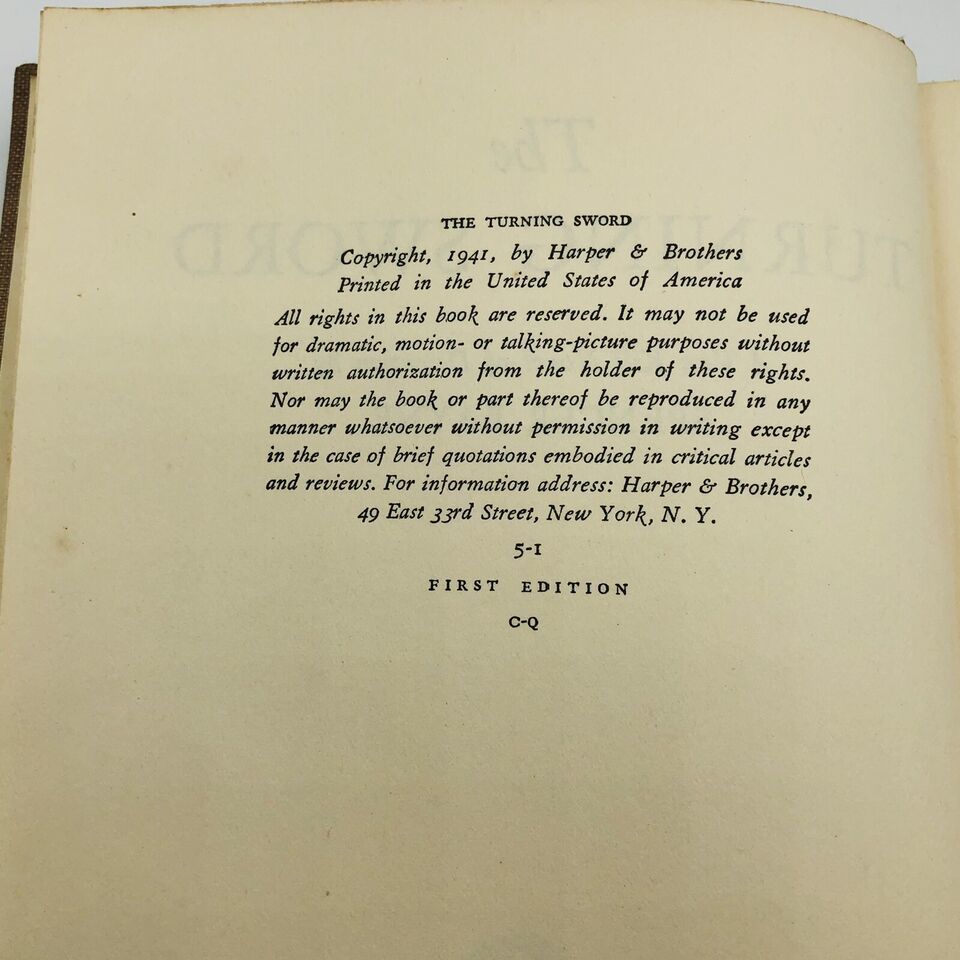 THE TURNING SWORD
Copyright, 1941, by Harper & Brothers
Printed in the United States of America
All rights in this book are reserved. It may not be used
for dramatic, motion- or talking-picture purposes without
written authorization from the holder of these rights.
Nor may the book or part thereof be reproduced in any
manner whatsoever without permission in writing except
in the case of brief quotations embodied in critical articles
and reviews. For information address: Harper & Brothers,
49 East 33rd Street, New York, N. Y.
5-1
FIRST EDITION
C-Q